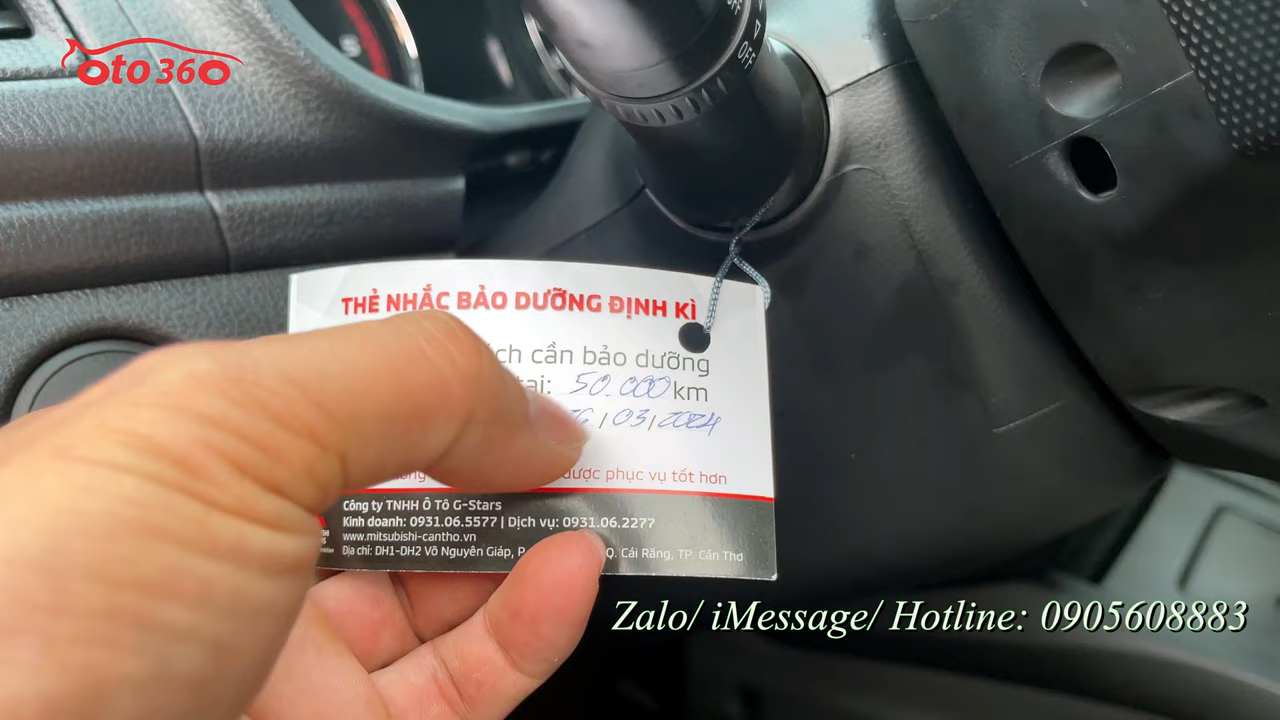 oto360
OFF
THẺ NHẮC BẢO DƯỠNG ĐỊNH KÌ
cần bảo dưỡng
tại: 50.000 km
/03/2024
được phục vụ tốt hơn
Công ty TNHH Ô Tô G-Stars
Kinh doanh: 0931.06.5577 | Dịch vụ: 0931.06.2277
www.mitsubishi-cantho.vn
Địa chỉ: DH1-DH2 Võ Nguyên Giáp, P. Q. Cái Răng, TP. Cần Thơ
Zalo/ iMessage/ Hotline: 0905608883